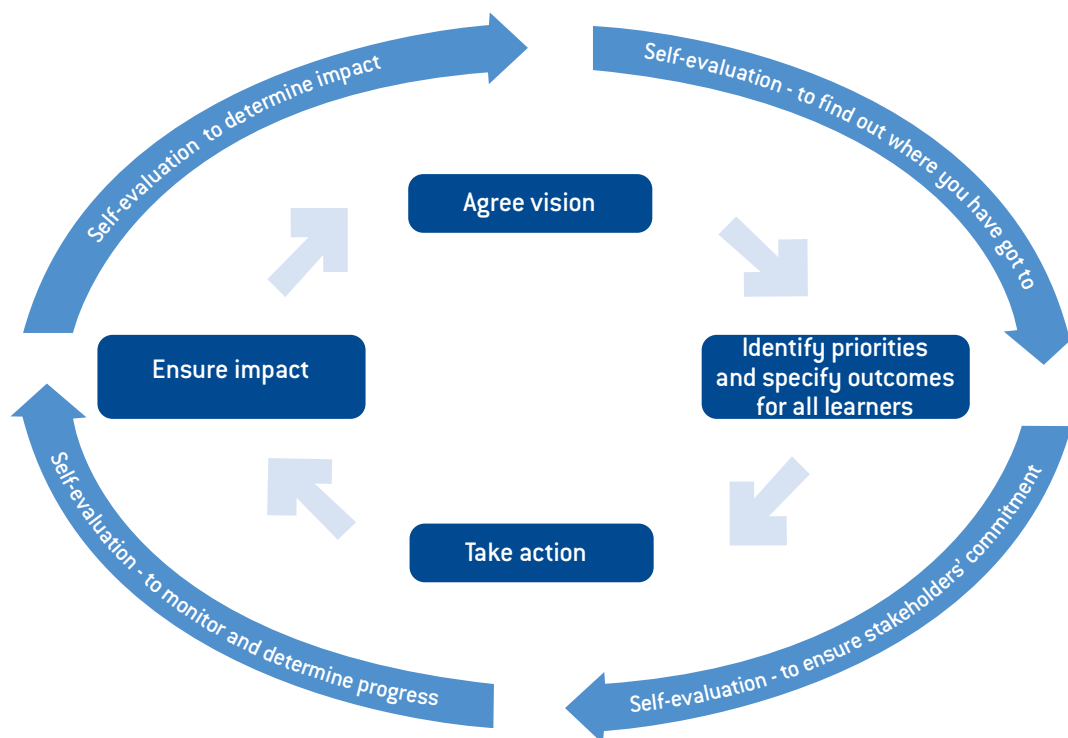 Self-evaluation - to determine impact
Self-evaluation - to find out where you have got to
Agree vision
Ensure impact
Identify priorities
and specify outcomes
for all learners
Take action
Self-evaluation - to monitor and determine progress
Self-evaluation - to ensure stakeholders’ commitment